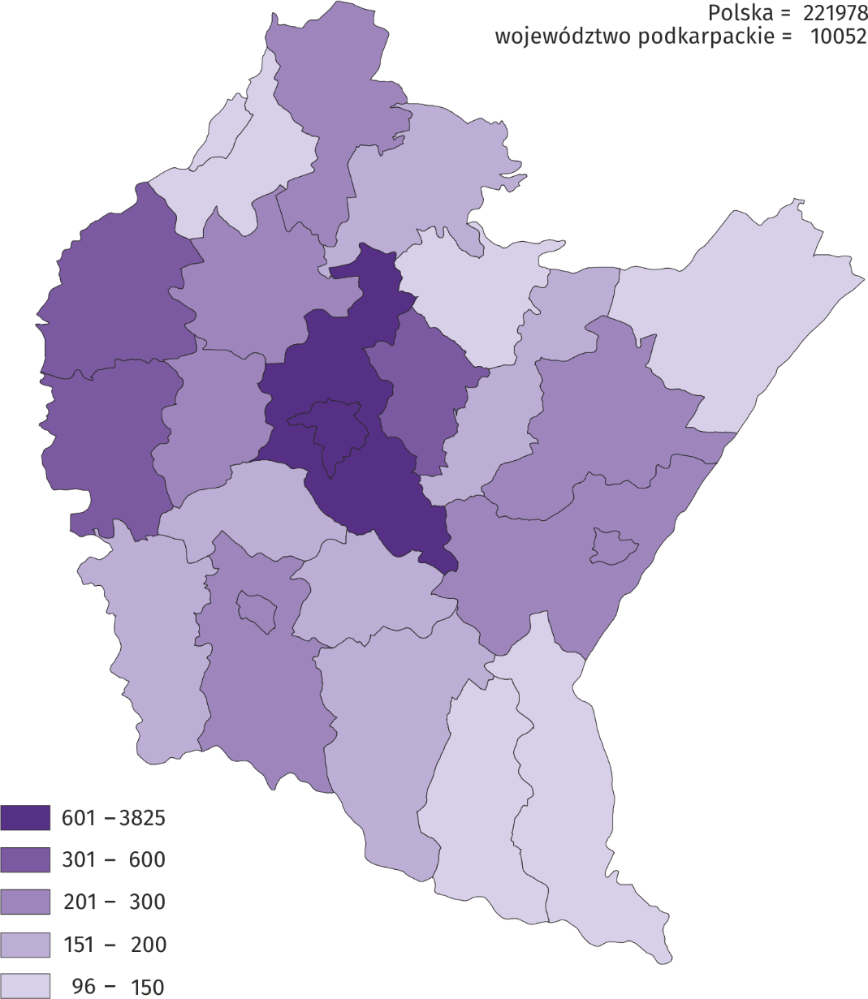 Polska = 221978
województwo podkarpackie = 10052
601 – 3825
301 – 600
201 – 300
151 – 200
96 – 150